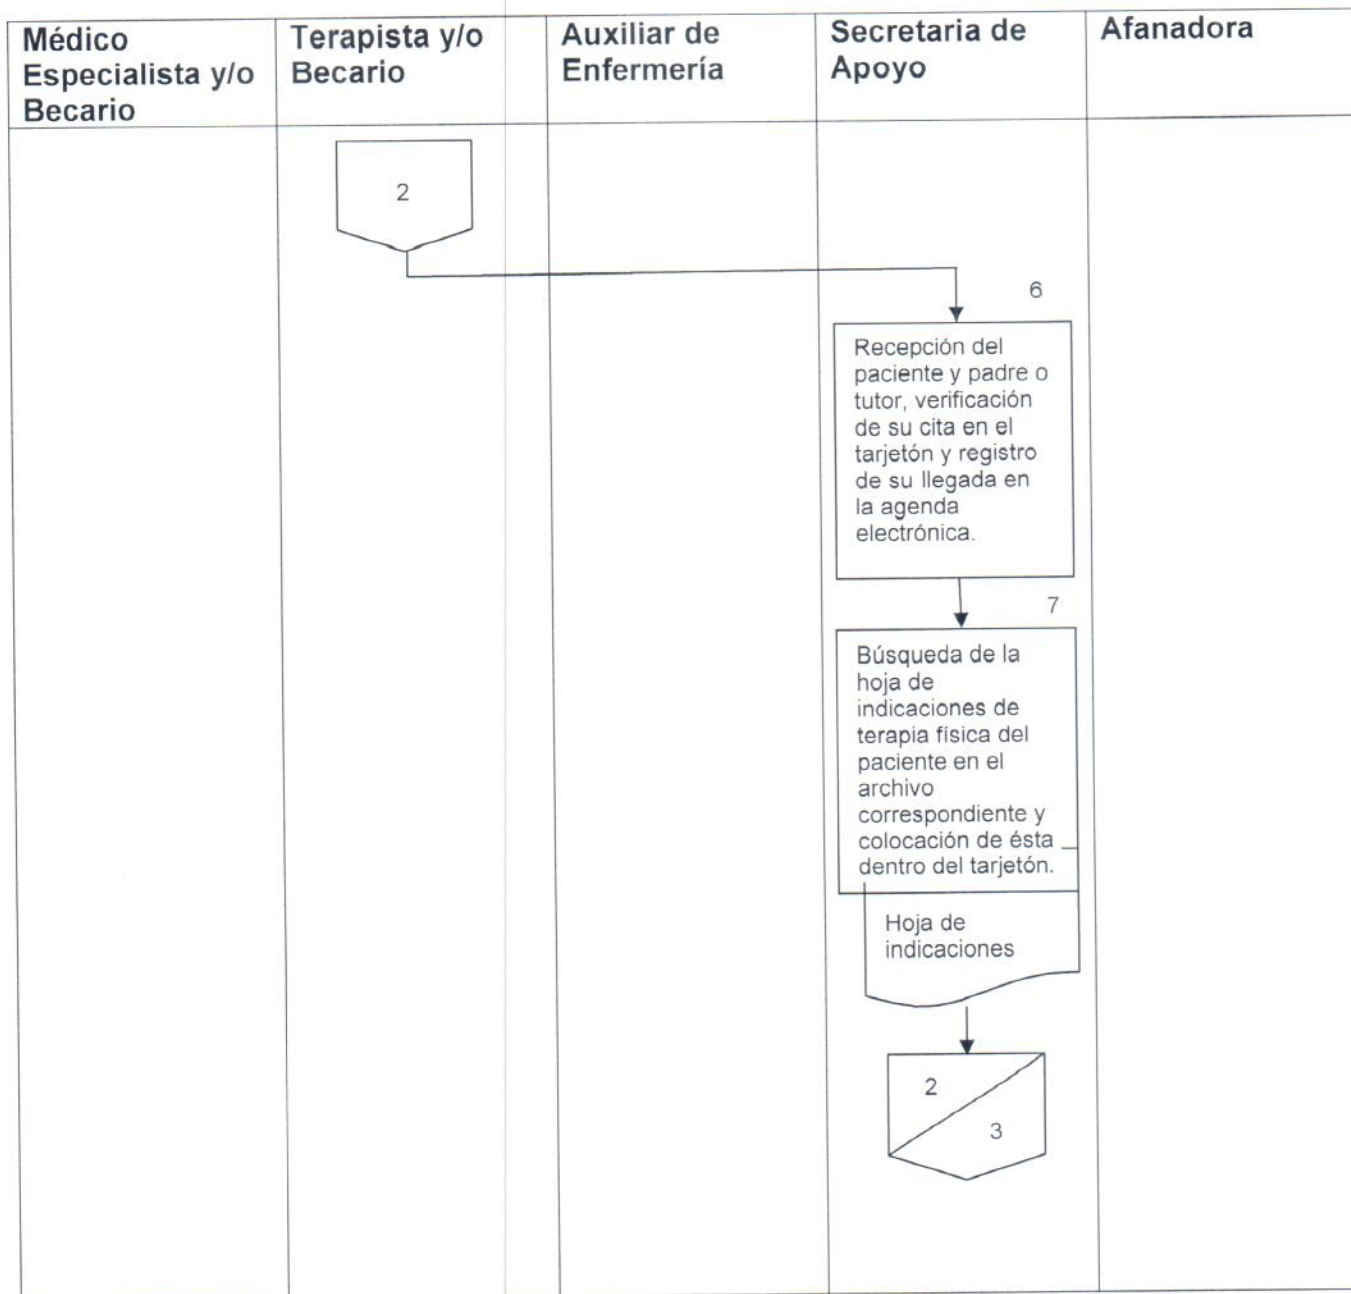 Médico
Especialista y/o
Becario
Terapista y/o
Becario
Auxiliar de
Enfermería
Secretaria de
Apoyo
Afanadora
2
6
Recepción del
paciente y padre o
tutor, verificación
de su cita en el
tarjetón y registro
de su llegada en
la agenda
electrónica.
7
Búsqueda de la
hoja de
indicaciones de
terapia física del
paciente en el
archivo
correspondiente y
colocación de ésta
dentro del tarjetón.
Hoja de
indicaciones
2
3